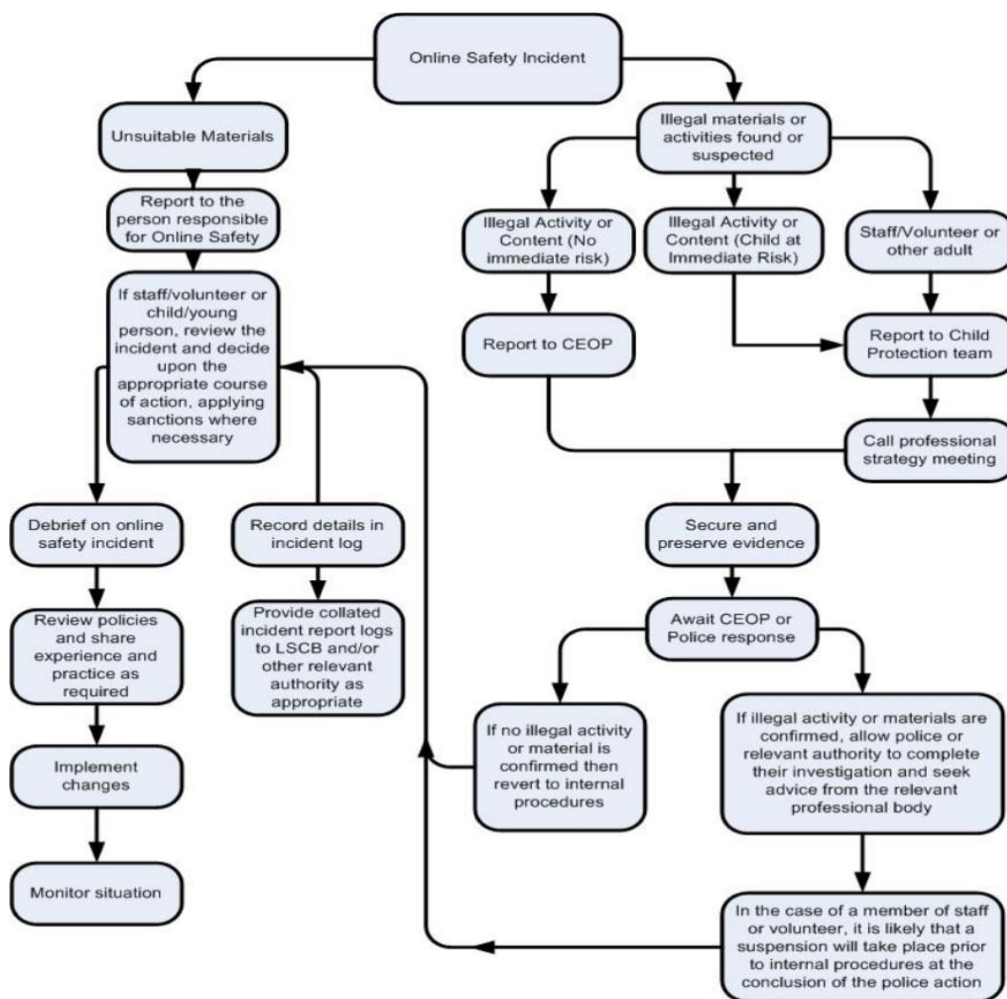 Online Safety Incident
Unsuitable Materials
Illegal materials or
activities found or
suspected
Report to the
person responsible
for Online Safety
Illegal Activity or
Content (No
immediate risk)
Illegal Activity or
Content (Child at
Immediate Risk)
Staff/Volunteer or
other adult
If staff/volunteer or
child/young
person, review the
incident and decide
upon the
appropriate course
of action, applying
sanctions where
necessary
Report to CEOP
Report to Child
Protection team
Call professional
strategy meeting
Debrief on online
safety incident
Record details in
incident log
Secure and
preserve evidence
Review policies
and share
experience and
practice as
required
Provide collated
incident report logs
to LSCB and/or
other relevant
authority as
appropriate
Await CEOP or
Police response
If no illegal activity
or material is
confirmed then
revert to internal
procedures
If illegal activity or materials are
confirmed, allow police or
relevant authority to complete
their investigation and seek
advice from the relevant
professional body
Implement
changes
Monitor situation
In the case of a member of staff
or volunteer, it is likely that a
suspension will take place prior
to internal procedures at the
conclusion of the police action